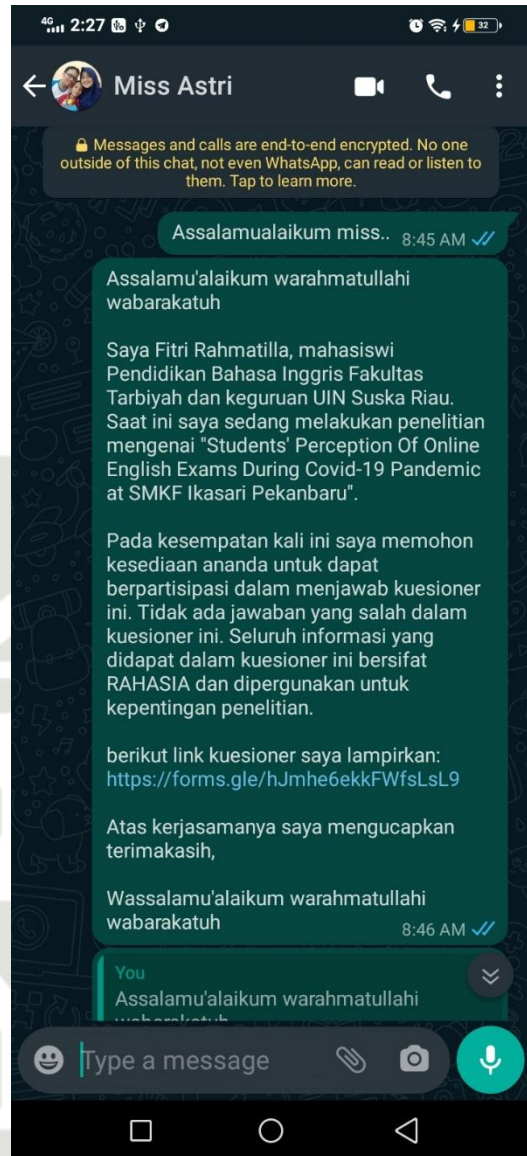 4G 2:27 32
Miss Astri
Messages and calls are end-to-end encrypted. No one
outside of this chat, not even WhatsApp, can read or listen to
them. Tap to learn more.
Assalamualaikum miss.. 8:45 AM
Assalamu'alaikum warahmatullahi
wabarakatuh
Saya Fitri Rahmatilla, mahasiswi
Pendidikan Bahasa Inggris Fakultas
Tarbiyah dan keguruan UIN Suska Riau.
Saat ini saya sedang melakukan penelitian
mengenai "Students' Perception Of Online
English Exams During Covid-19 Pandemic
at SMKF Ikasari Pekanbaru".
Pada kesempatan kali ini saya memohon
kesediaan ananda untuk dapat
berpartisipasi dalam menjawab kuesioner
ini. Tidak ada jawaban yang salah dalam
kuesioner ini. Seluruh informasi yang
didapat dalam kuesioner ini bersifat
RAHASIA dan dipergunakan untuk
kepentingan penelitian.
berikut link kuesioner saya lampirkan:
https://forms.gle/hJmhe6ekkFWfsLsL9
Atas kerjasamanya saya mengucapkan
terimakasih,
Wassalamu'alaikum warahmatullahi
wabarakatuh 8:46 AM
You
Assalamu'alaikum warahmatullahi
wabarakatuh
Type a message